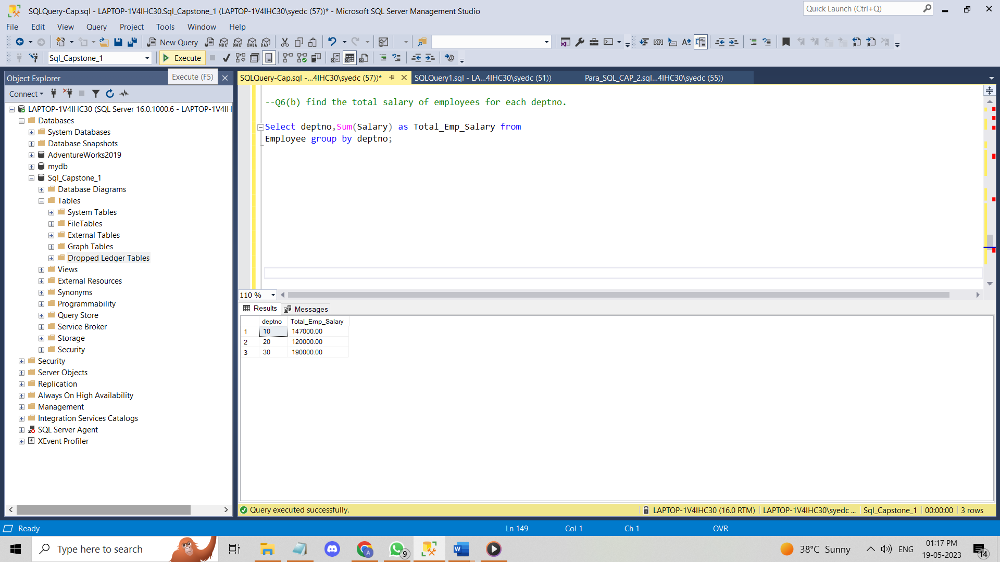 SQLQuery-Cap.sql - LAPTOP-1V4IHC30.Sql_Capstone_1 (LAPTOP-1V4IHC30\syedc (57))* - Microsoft SQL Server Management Studio
Quick Launch (Ctrl+Q)
File Edit View Query Project Tools Window Help
New Query MDX DMX XMLA DAX
Sql_Capstone_1 Execute
Object Explorer
Execute (F5)
SQLQuery-Cap.sql -...4IHC30\syedc (57))* SQLQuery1.sql - LA...4IHC30\syedc (51)) Para_SQL_CAP_2.sql...4IHC30\syedc (55))
Connect
LAPTOP-1V4IHC30 (SQL Server 16.0.1000.6 - LAPTOP-1V4IH
Databases
System Databases
Database Snapshots
AdventureWorks2019
mydb
Sql_Capstone_1
Database Diagrams
Tables
System Tables
FileTables
External Tables
Graph Tables
Dropped Ledger Tables
Views
External Resources
Synonyms
Programmability
Query Store
Service Broker
Storage
Security
Security
Server Objects
Replication
Always On High Availability
Management
Integration Services Catalogs
SQL Server Agent
XEvent Profiler
--Q6(b) find the total salary of employees for each deptno.
Select deptno,Sum(Salary) as Total_Emp_Salary from
Employee group by deptno;
110 %
Results Messages
deptno Total_Emp_Salary
1 10 147000.00
2 20 120000.00
3 30 190000.00
Query executed successfully. LAPTOP-1V4IHC30 (16.0 RTM) LAPTOP-1V4IHC30\syedc ... Sql_Capstone_1 00:00:00 3 rows
Ready Ln 149 Col 1 Ch 1 OVR
Type here to search
A
9
W
38°C Sunny
ENG
01:17 PM
19-05-2023
14